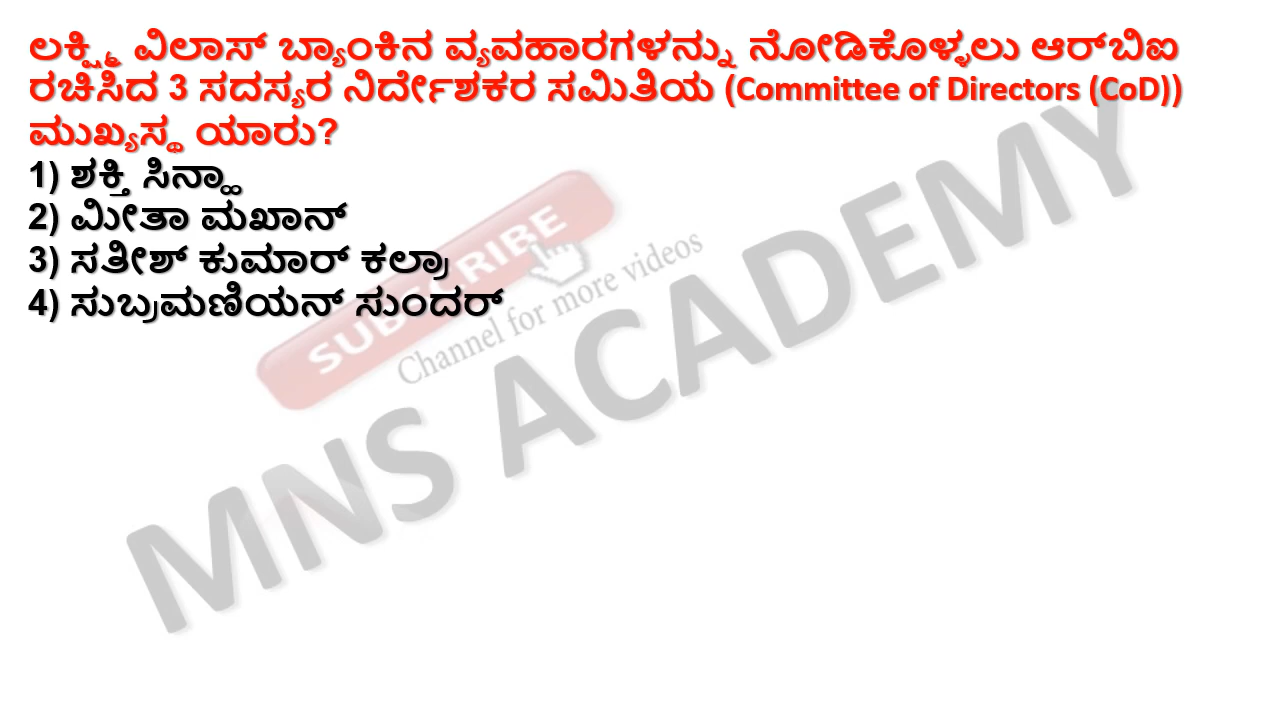 ಲಕ್ಷ್ಮಿ ವಿಲಾಸ್ ಬ್ಯಾಂಕಿನ ವ್ಯವಹಾರಗಳನ್ನು ನೋಡಿಕೊಳ್ಳಲು ಆರ್‌ಬಿಐ
ರಚಿಸಿದ 3 ಸದಸ್ಯರ ನಿರ್ದೇಶಕರ ಸಮಿತಿಯ (Committee of Directors (CoD))
ಮುಖ್ಯಸ್ಥ ಯಾರು?
1) ಶಕ್ತಿ ಸಿನ್ಹಾ
2) ಮೀತಾ ಮಖಾನ್
3) ಸತೀಶ್ ಕುಮಾರ್ ಕಲ್ರಾ
4) ಸುಬ್ರಮಣಿಯನ್ ಸುಂದರ್
SUBSCRIBE
Channel for more videos
MNS ACADEMY